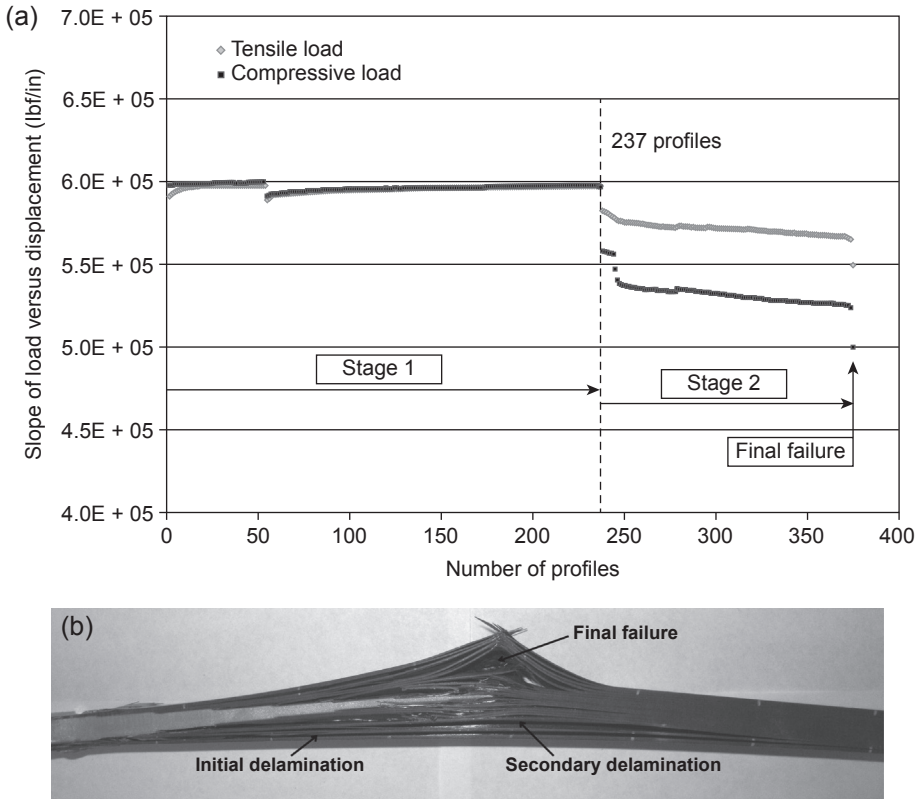 (a)
7.0E + 05
6.5E + 05
6.0E + 05
5.5E + 05
5.0E + 05
4.5E + 05
4.0E + 05
Slope of load versus displacement (lbf/in)
Tensile load
Compressive load
237 profiles
Stage 1
Stage 2
Final failure
0
50
100
150
200
250
300
350
400
Number of profiles
(b)
Final failure
Initial delamination
Secondary delamination